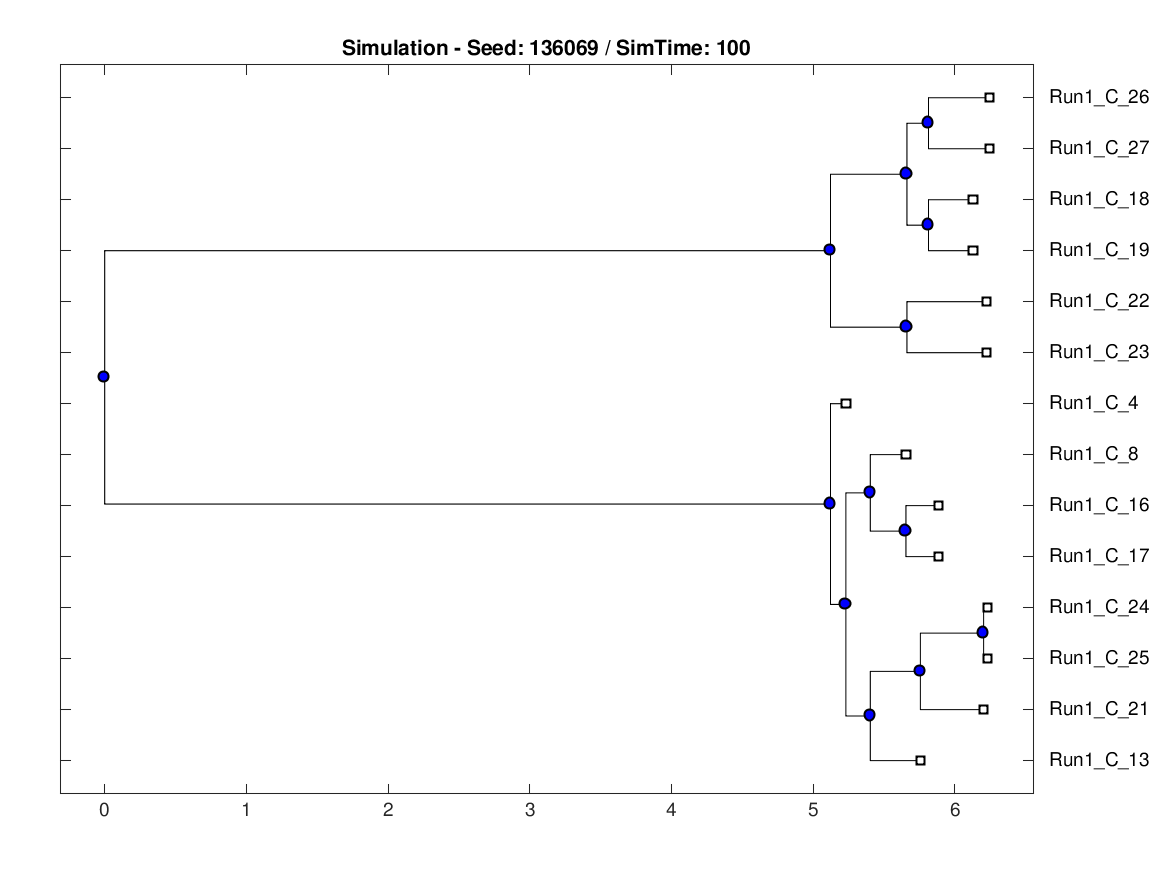 Simulation - Seed: 136069 / SimTime: 100
Run1_C_26
Run1_C_27
Run1_C_18
Run1_C_19
Run1_C_22
Run1_C_23
Run1_C_4
Run1_C_8
Run1_C_16
Run1_C_17
Run1_C_24
Run1_C_25
Run1_C_21
Run1_C_13
0 1 2 3 4 5 6